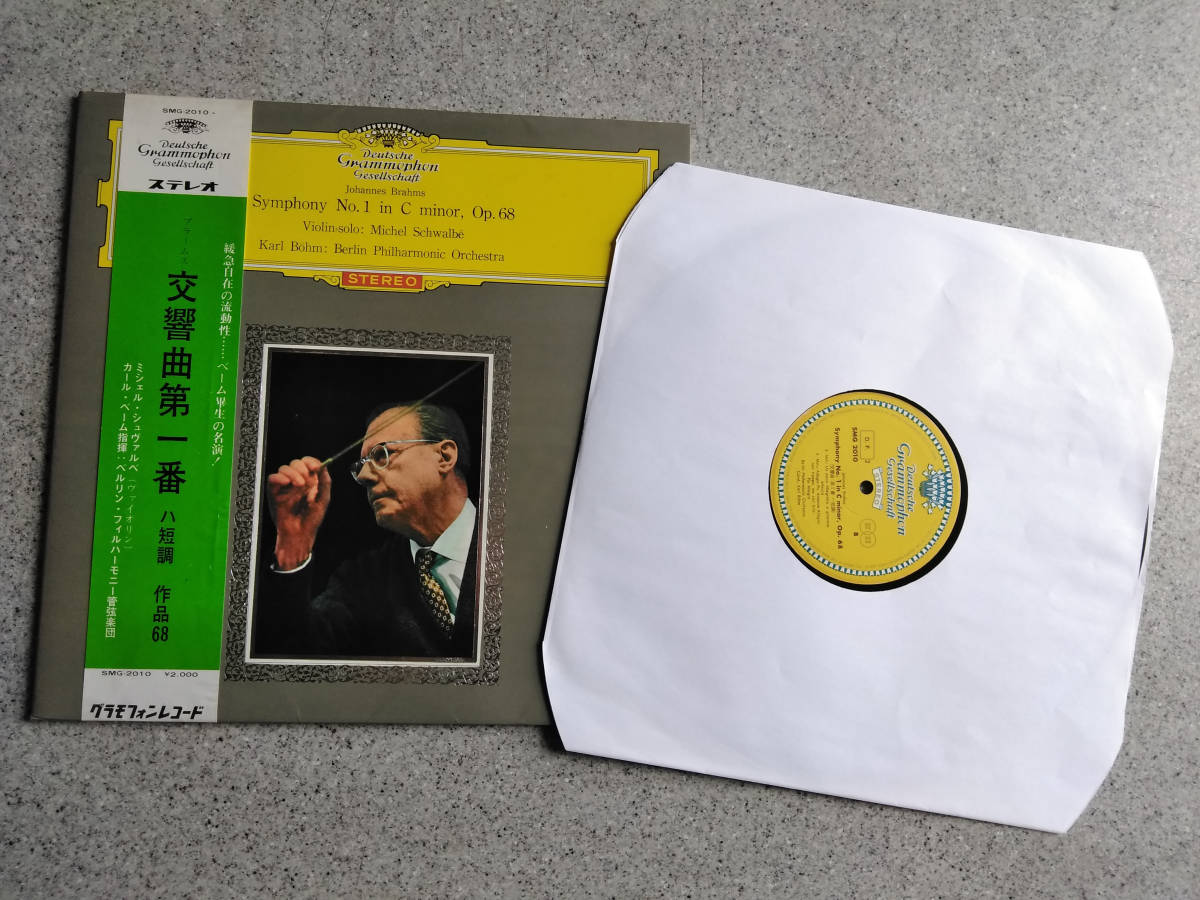 SMG-2010
Deutsche
Grammophon
Gesellschaft
ステレオ
ブラームス
交響曲第一番 ハ短調 作品68
緩急自在の流動性……ベーム畢生の名演!
ミシェル・シュヴァルベ(ヴァイオリン)
カール・ベーム指揮:ベルリン・フィルハーモニー管弦楽団
SMG-2010 ¥2.000
グラモフォンレコード
Deutsche
Grammophon
Gesellschaft
Johannes Brahms
Symphony No. 1 in C minor, Op. 68
Violin-solo: Michel Schwalbé
Karl Böhm: Berlin Philharmonic Orchestra
STEREO
Deutsche
Grammophon
Gesellschaft
STEREO
SMG 2010
B
Symphony No. 1 in C minor, Op. 68